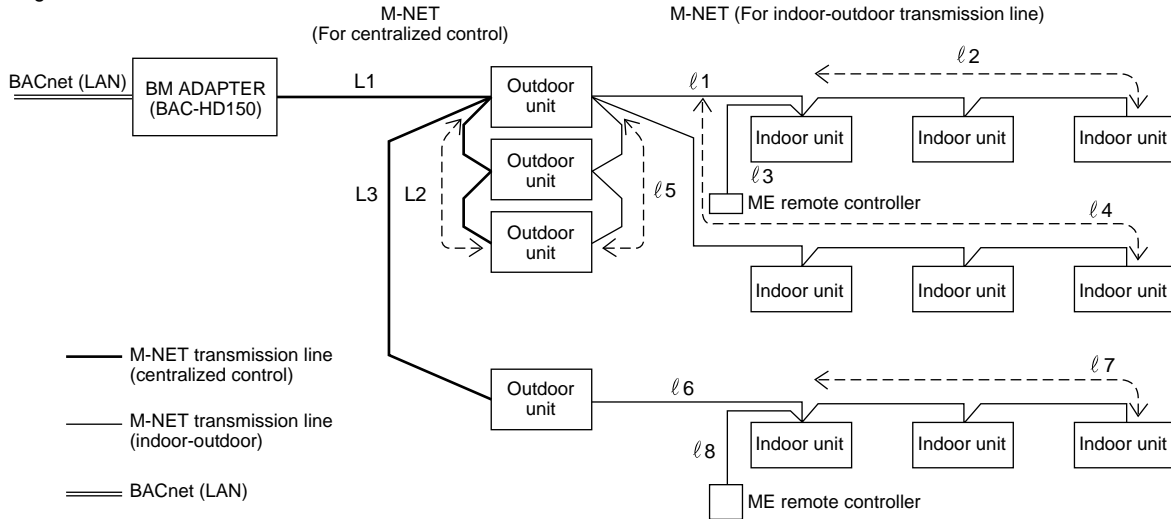 M-NET
(For centralized control)
M-NET (For indoor-outdoor transmission line)
BACnet (LAN)
BM ADAPTER
(BAC-HD150)
L1
Outdoor
unit
ℓ1
ℓ2
Indoor unit
Indoor unit
Indoor unit
ℓ3
ME remote controller
L3
L2
Outdoor
unit
ℓ5
ℓ4
Outdoor
unit
Indoor unit
Indoor unit
Indoor unit
M-NET transmission line
(centralized control)
Outdoor
unit
ℓ6
ℓ7
M-NET transmission line
(indoor-outdoor)
ℓ8
Indoor unit
Indoor unit
Indoor unit
BACnet (LAN)
ME remote controller